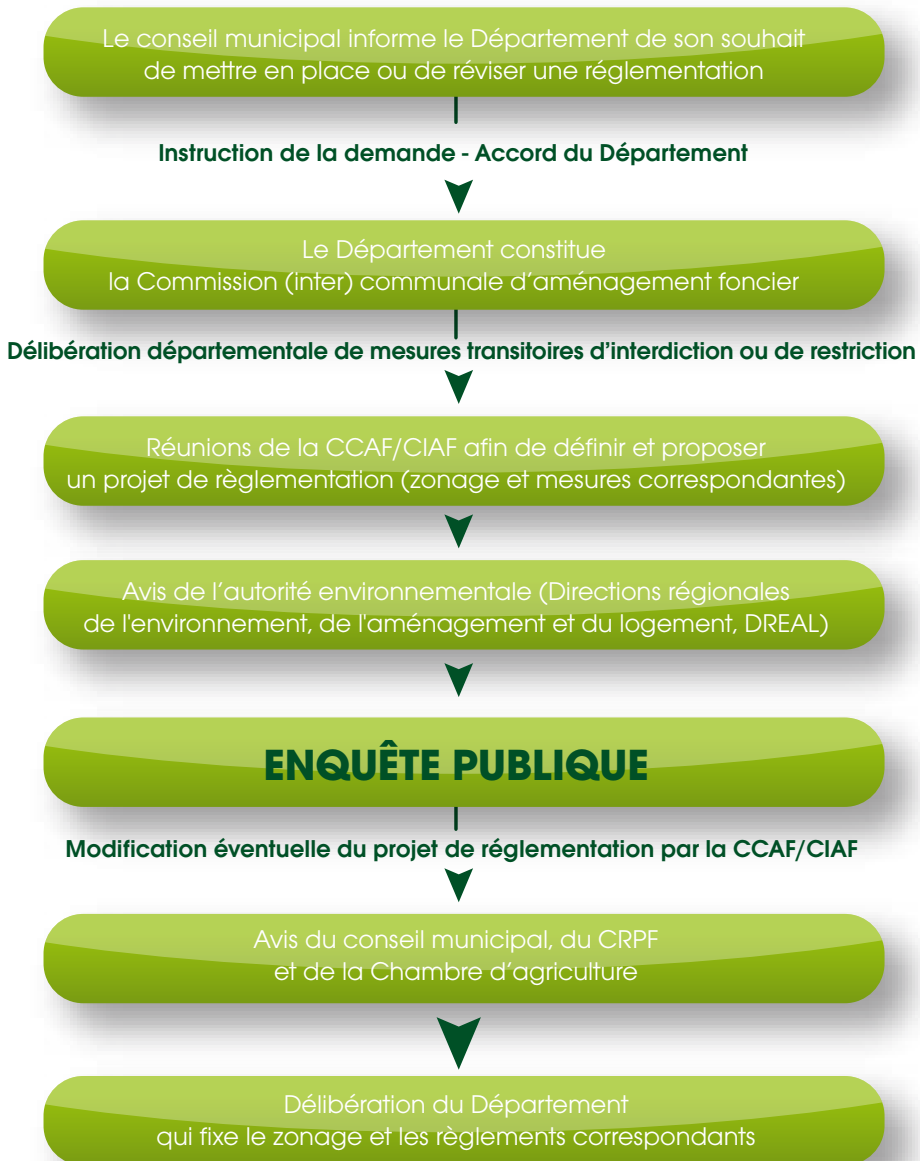 Le conseil municipal informe le Département de son souhait
de mettre en place ou de réviser une réglementation
Instruction de la demande - Accord du Département
Le Département constitue
la Commission (inter) communale d'aménagement foncier
Délibération départementale de mesures transitoires d'interdiction ou de restriction
Réunions de la CCAF/CIAF afin de définir et proposer
un projet de règlementation (zonage et mesures correspondantes)
Avis de l'autorité environnementale (Directions régionales
de l'environnement, de l'aménagement et du logement, DREAL)
ENQUÊTE PUBLIQUE
Modification éventuelle du projet de réglementation par la CCAF/CIAF
Avis du conseil municipal, du CRPF
et de la Chambre d'agriculture
Délibération du Département
qui fixe le zonage et les règlements correspondants